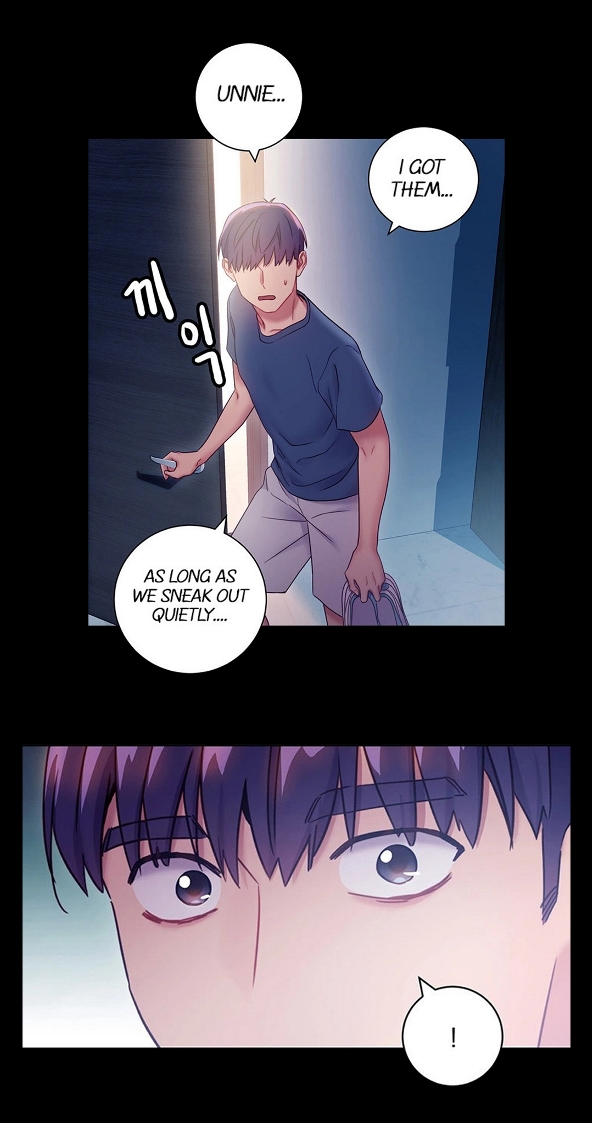 UNNIE...
I GOT
THEM...
끼익
AS LONG AS
WE SNEAK OUT
QUIETLY....
!